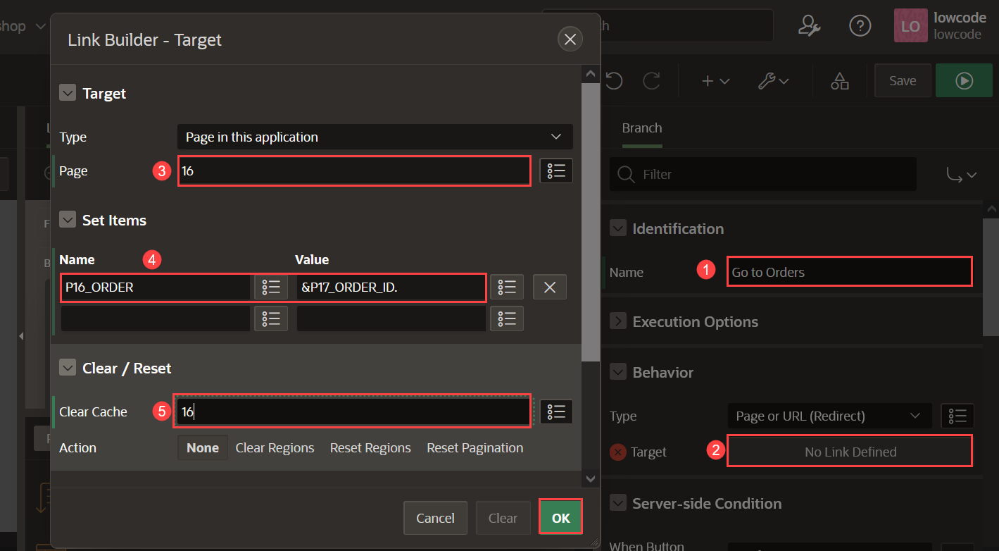 shop
h
LO
lowcode
lowcode
Link Builder - Target
Save
Target
Branch
Type
Page in this application
Page
3
16
Filter
Set Items
Identification
Name
4
Value
Name
1
Go to Orders
P16_ORDER
&P17_ORDER_ID.
Execution Options
Clear / Reset
Behavior
Clear Cache
5
16
Type
Page or URL (Redirect)
Action
None
Clear Regions
Reset Regions
Reset Pagination
Target
2
No Link Defined
Server-side Condition
Cancel
Clear
OK
When Button